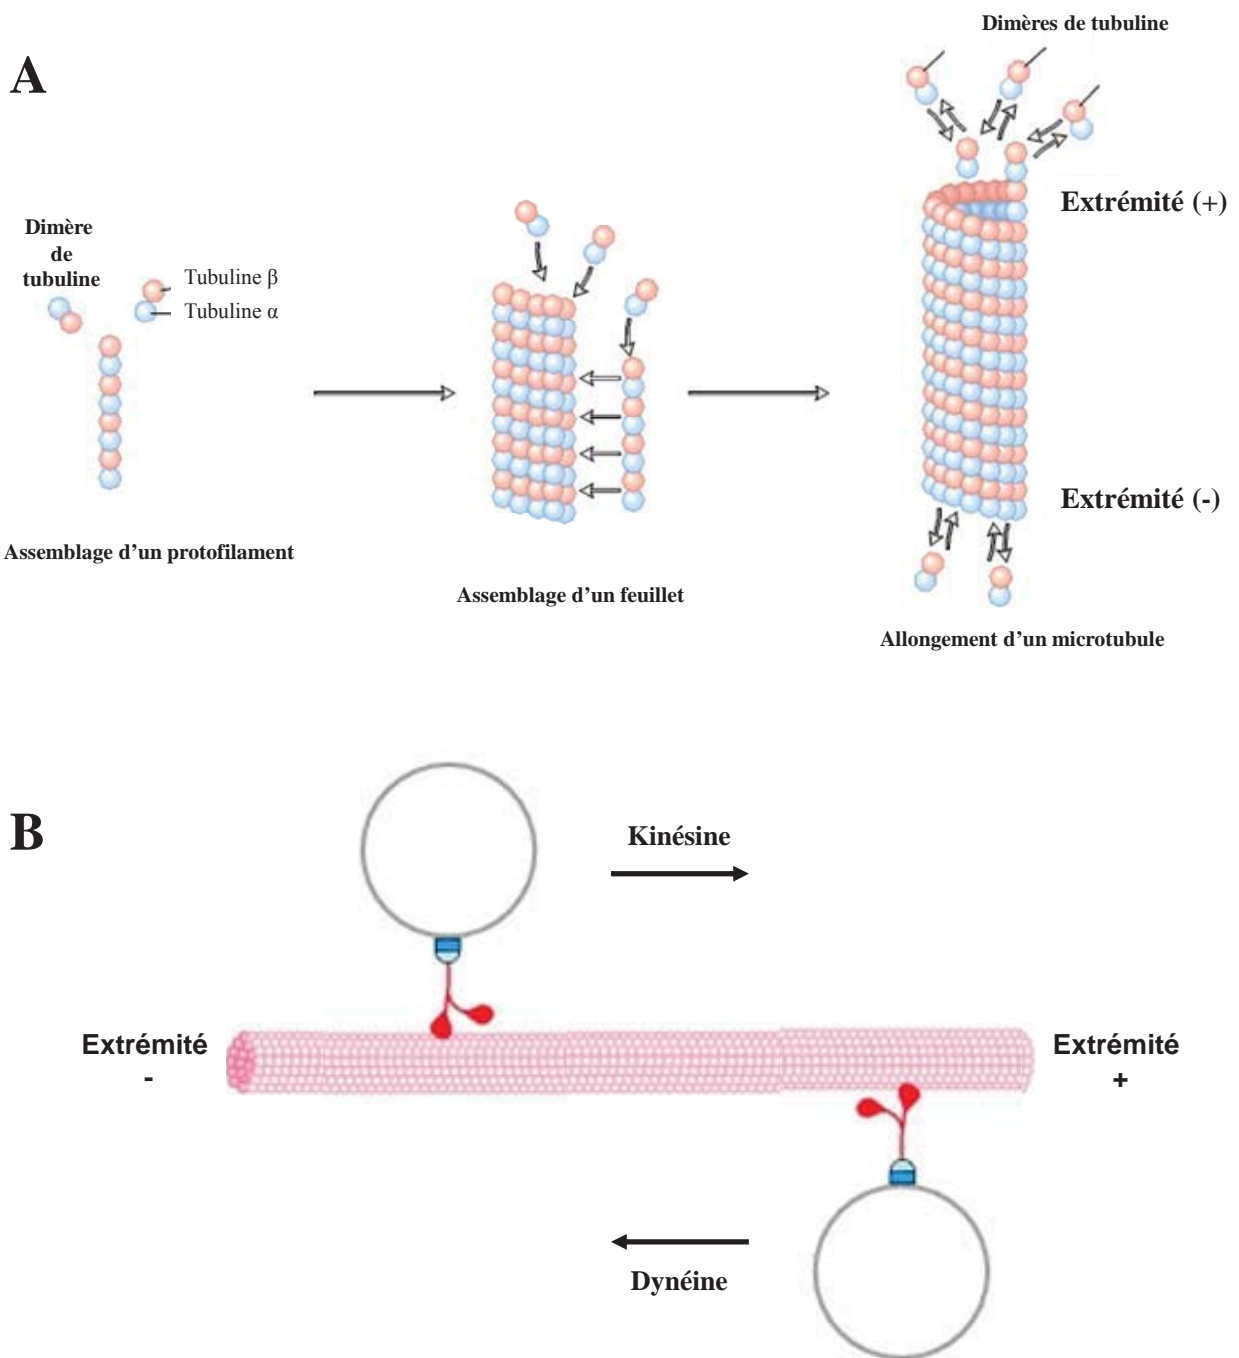 Dimères de tubuline
A
Extrémité (+)
Dimère
de
tubuline
Tubuline β
Tubuline α
Extrémité (-)
Assemblage d'un protofilament
Assemblage d'un feuillet
Allongement d'un microtubule
B
Kinésine
Extrémité
-
Extrémité
+
Dynéine